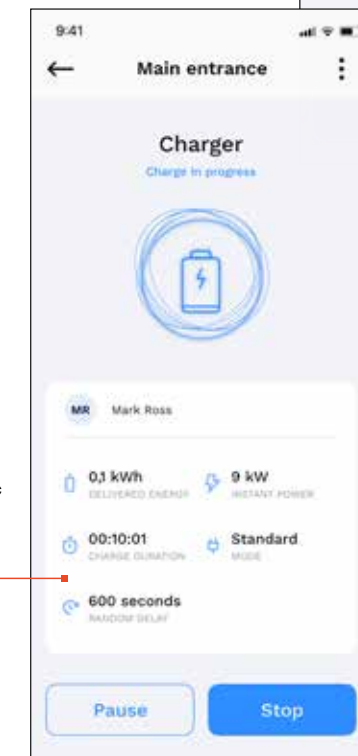 9:41
Main entrance
Charger
Charge in progress
MR Mark Ross
0,1 kWh
DELIVERED ENERGY
9 kW
INSTANT POWER
00:10:01
CHARGE DURATION
Standard
MODE
600 seconds
RANDOM DELAY
Pause
Stop